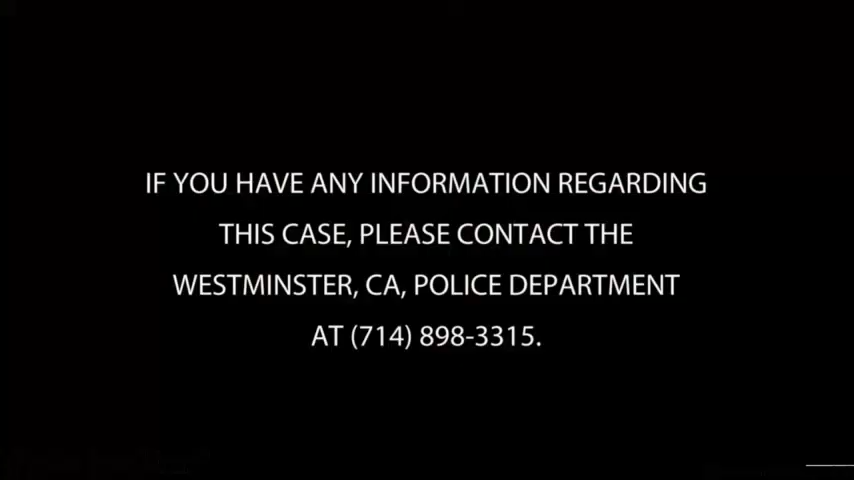 IF YOU HAVE ANY INFORMATION REGARDING
THIS CASE, PLEASE CONTACT THE
WESTMINSTER, CA, POLICE DEPARTMENT
AT (714) 898-3315.